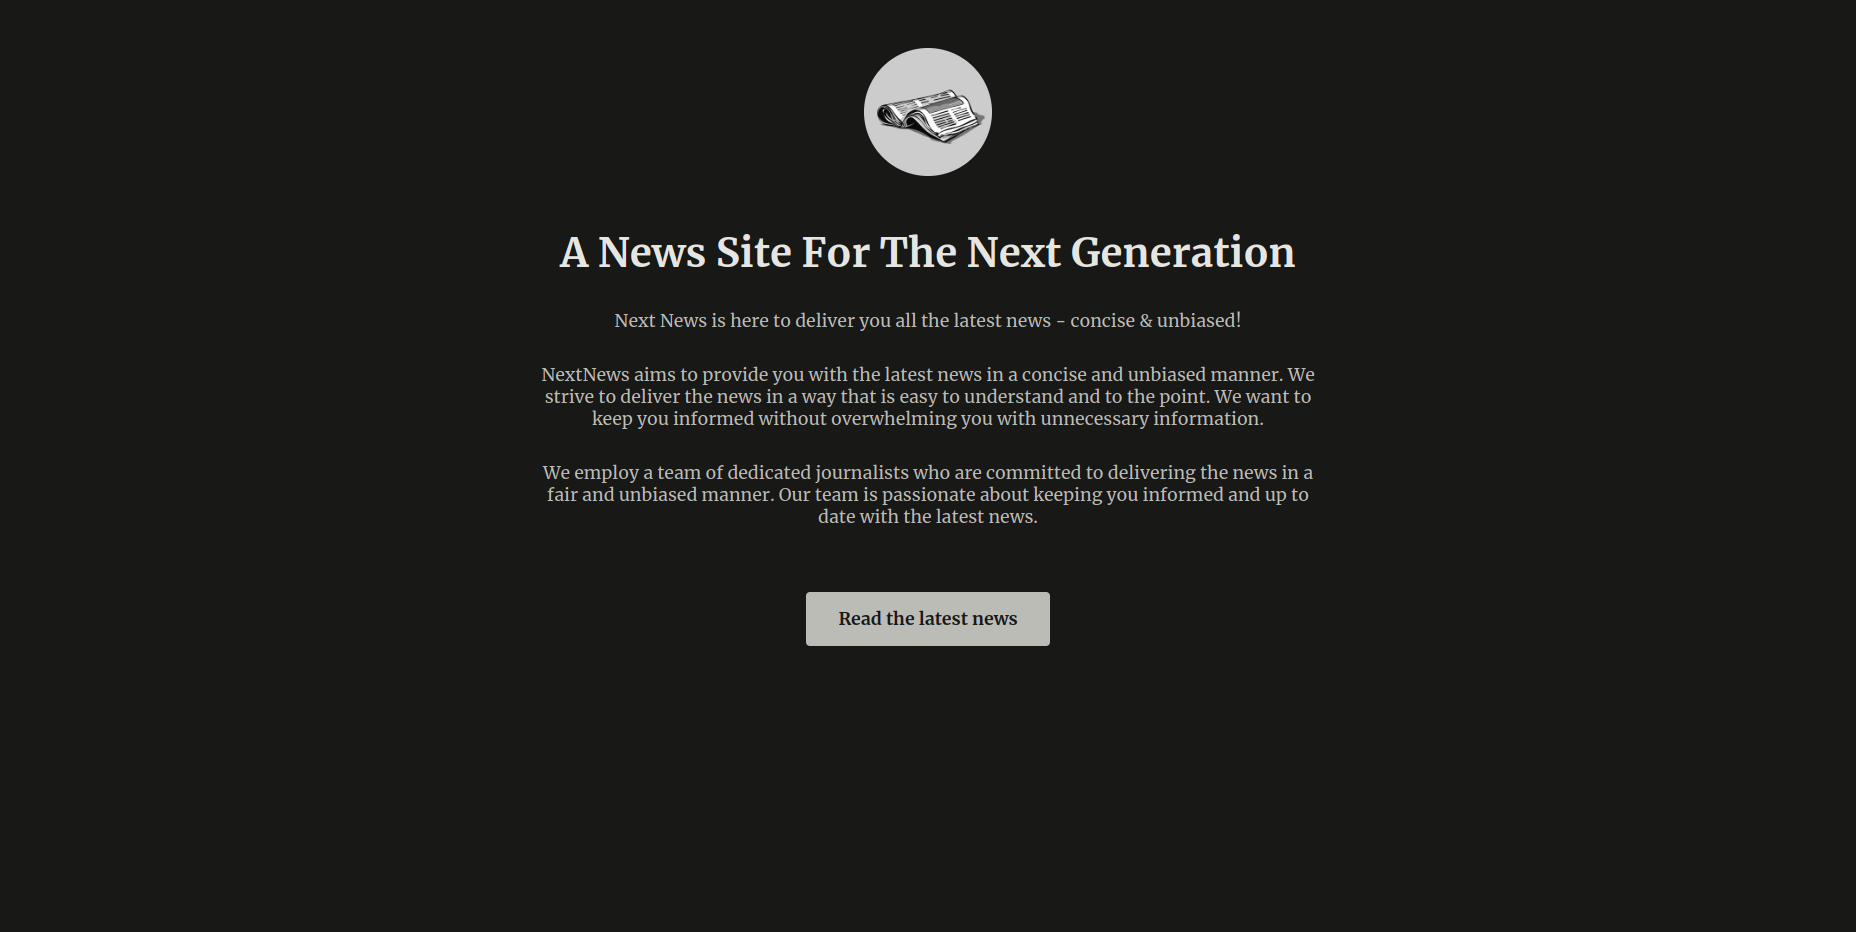 A News Site For The Next Generation
Next News is here to deliver you all the latest news - concise & unbiased!
NextNews aims to provide you with the latest news in a concise and unbiased manner. We
strive to deliver the news in a way that is easy to understand and to the point. We want to
keep you informed without overwhelming you with unnecessary information.
We employ a team of dedicated journalists who are committed to delivering the news in a
fair and unbiased manner. Our team is passionate about keeping you informed and up to
date with the latest news.
Read the latest news